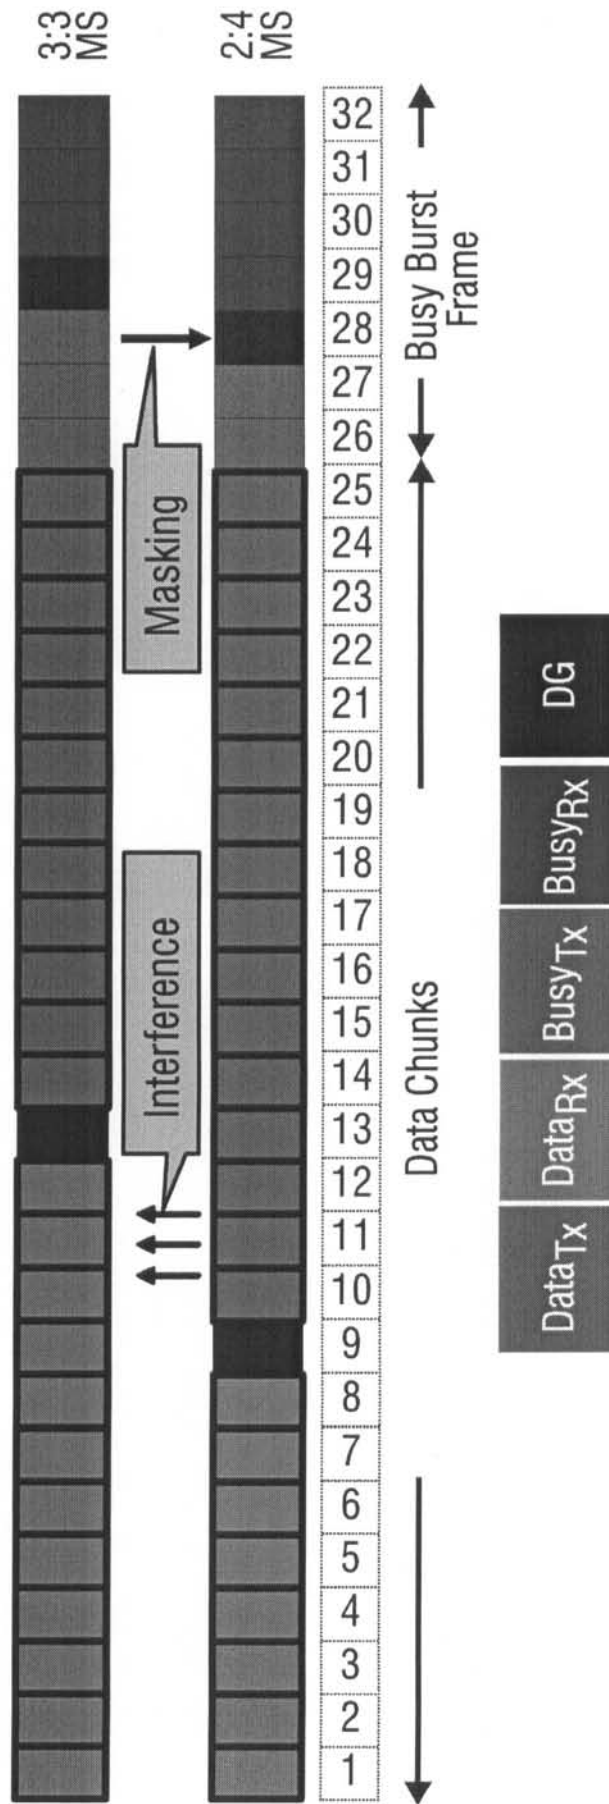 3:3
MS
Interference
Masking
2:4
MS
1 2 3 4 5 6 7 8 9 10 11 12 13 14 15 16 17 18 19 20 21 22 23 24 25 26 27 28 29 30 31 32
Data Chunks
Busy Burst
Frame
DataTx DataRx BusyTx BusyRx DG